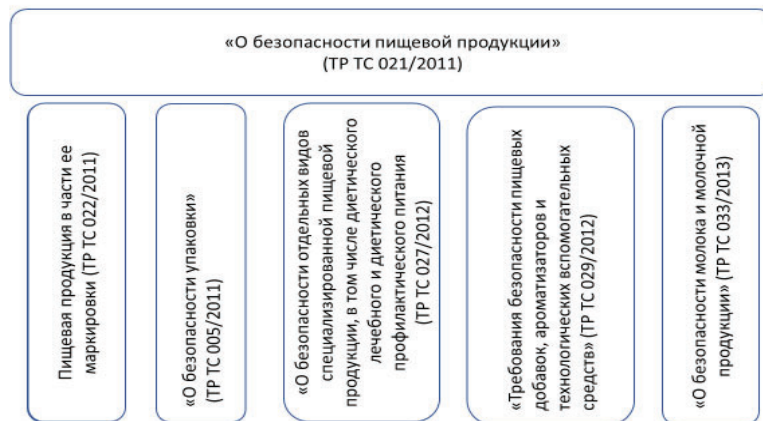 «О безопасности пищевой продукции»
(ТР ТС 021/2011)
Пищевая продукция в части ее
маркировки (ТР ТС 022/2011)
«О безопасности упаковки»
(ТР ТС 005/2011)
«О безопасности отдельных видов
специализированной пищевой
продукции, в том числе диетического
лечебного и диетического
профилактического питания
(ТР ТС 027/2012)
«Требования безопасности пищевых
добавок, ароматизаторов и
технологических вспомогательных
средств» (ТР ТС 029/2012)
«О безопасности молока и молочной
продукции» (ТР ТС 033/2013)